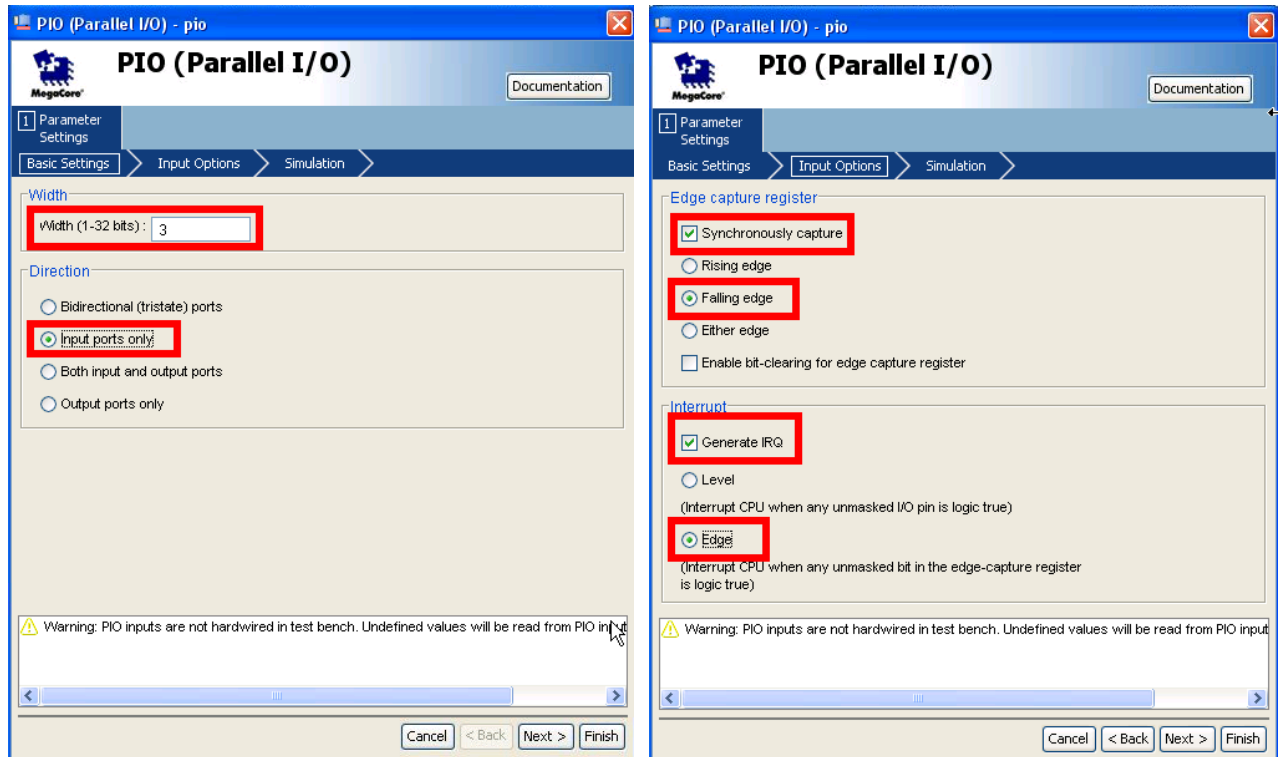 PIO (Parallel I/O) - pio
PIO (Parallel I/O)
MegaCore'
Documentation
1 Parameter
Settings
Basic Settings
Input Options
Simulation
Width
Width (1-32 bits) :
3
Direction
Bidirectional (tristate) ports
Input ports only
Both input and output ports
Output ports only
Warning: PIO inputs are not hardwired in test bench. Undefined values will be read from PIO input
Cancel
< Back
Next >
Finish
PIO (Parallel I/O) - pio
PIO (Parallel I/O)
MegaCore'
Documentation
1 Parameter
Settings
Basic Settings
Input Options
Simulation
Edge capture register
Synchronously capture
Rising edge
Falling edge
Either edge
Enable bit-clearing for edge capture register
Interrupt
Generate IRQ
Level
(Interrupt CPU when any unmasked I/O pin is logic true)
Edge
(Interrupt CPU when any unmasked bit in the edge-capture register
is logic true)
Warning: PIO inputs are not hardwired in test bench. Undefined values will be read from PIO input
Cancel
< Back
Next >
Finish